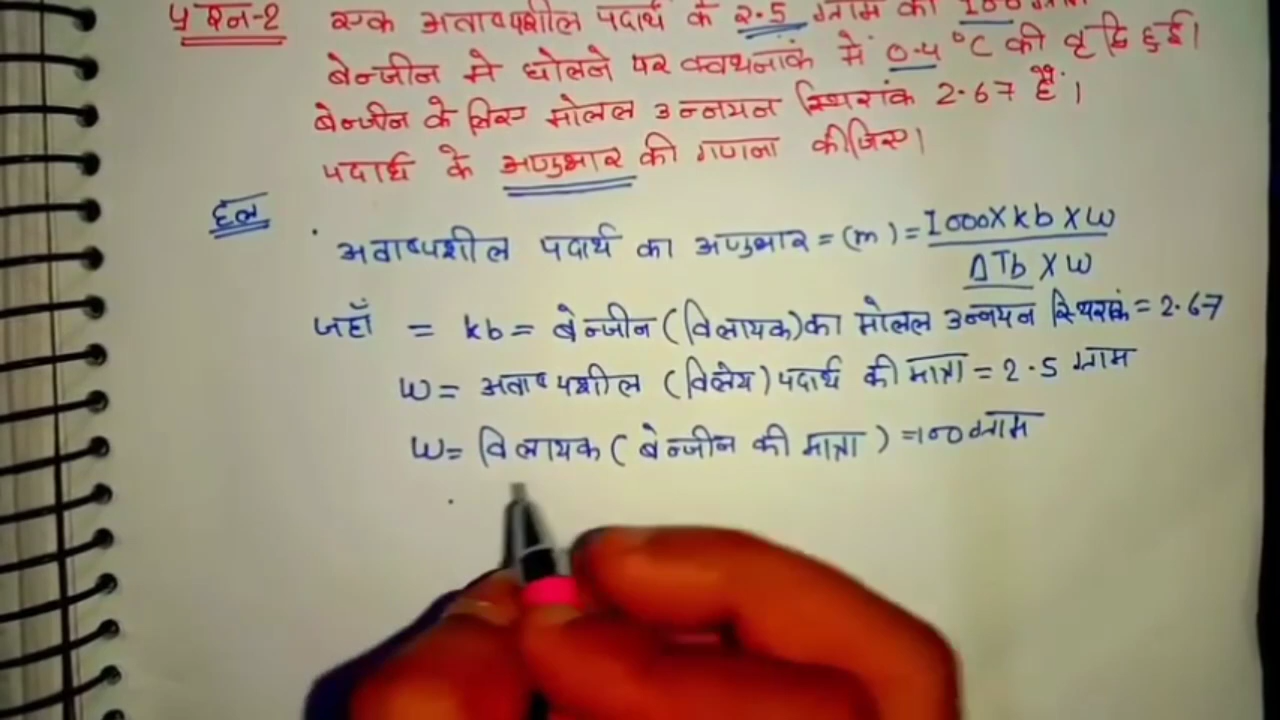 प्रश्न-2 एक अवाष्पशील पदार्थ के 2.5 ग्राम को 100 ग्राम
बेन्जीन मे घोलने पर क्वथनांक में 0.4°C की वृद्धि हुई।
बेन्जीन के लिए मोलल उन्नयन स्थिरांक 2.67 है।
पदार्थ के अणुभार की गणना कीजिए।
हल
अवाष्पशील पदार्थ का अणुभार = (m) = 1000 X kb X w
ΔTb X W
जहाँ = kb = बेन्जीन (विलायक) का मोलल उन्नयन स्थिरांक = 2.67
w = अवाष्पशील (विलेय) पदार्थ की मात्रा = 2.5 ग्राम
W = विलायक ( बेन्जीन की मात्रा ) = 100 ग्राम